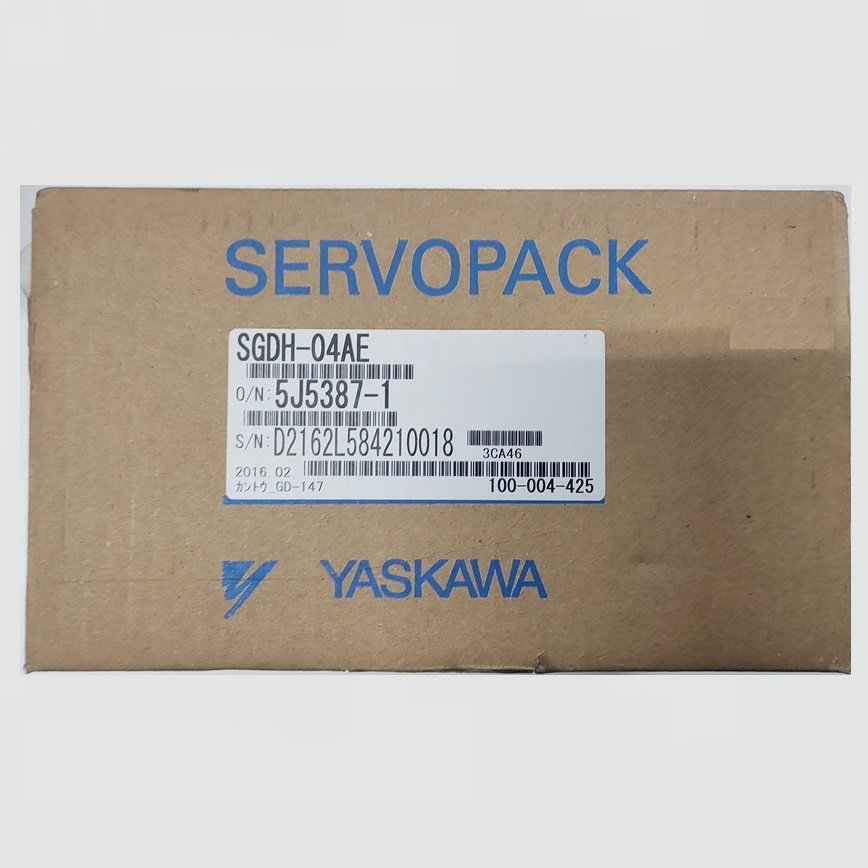 SERVOPACK
SGDH-04AE
O/N: 5J5387-1
S/N: D2162L584210018
3CA46
2016.02
カントウ_GD-147 100-004-425
YASKAWA